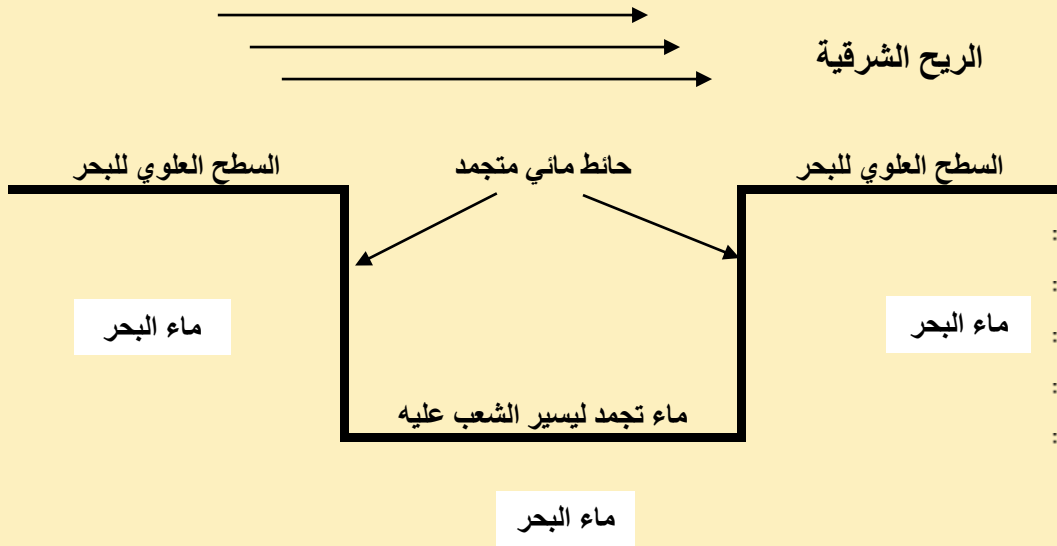 الريح الشرقية
السطح العلوي للبحر
حائط مائي متجمد
السطح العلوي للبحر
ماء البحر
ماء البحر
ماء تجمد ليسير الشعب عليه
ماء البحر